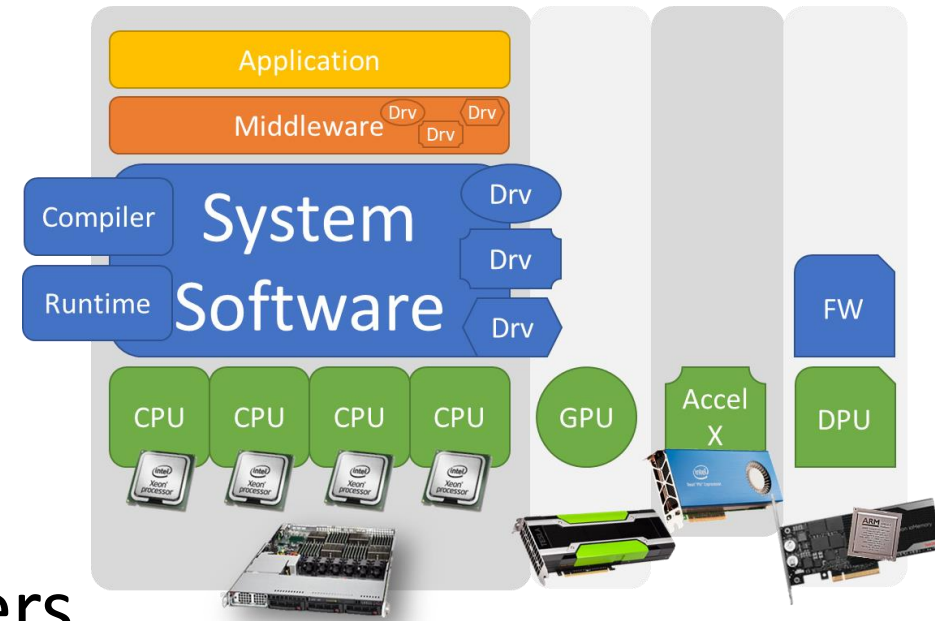 Application
Middleware
Drv
Drv
Drv
Compiler
Runtime
System
Software
Drv
Drv
Drv
FW
CPU
CPU
CPU
CPU
GPU
Accel
X
DPU
intel
Xeon
processor
intel
Xeon
processor
intel
Xeon
processor
intel
Xeon
processor
intel
ARM
ers